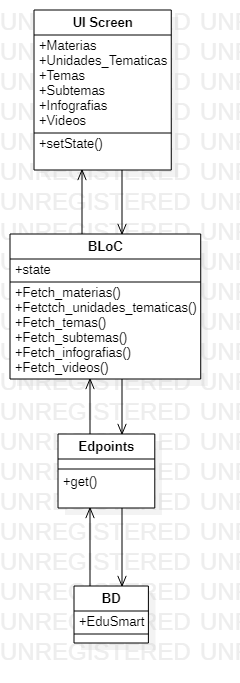 UI Screen
+Materias
+Unidades_Tematicas
+Temas
+Subtemas
+Infografias
+Videos
+setState()
BLoC
+state
+Fetch_materias()
+Fetctch_unidades_tematicas()
+Fetch_temas()
+Fetch_subtemas()
+Fetch_infografias()
+Fetch_videos()
Edpoints
+get()
BD
+EduSmart
UNREGISTERED